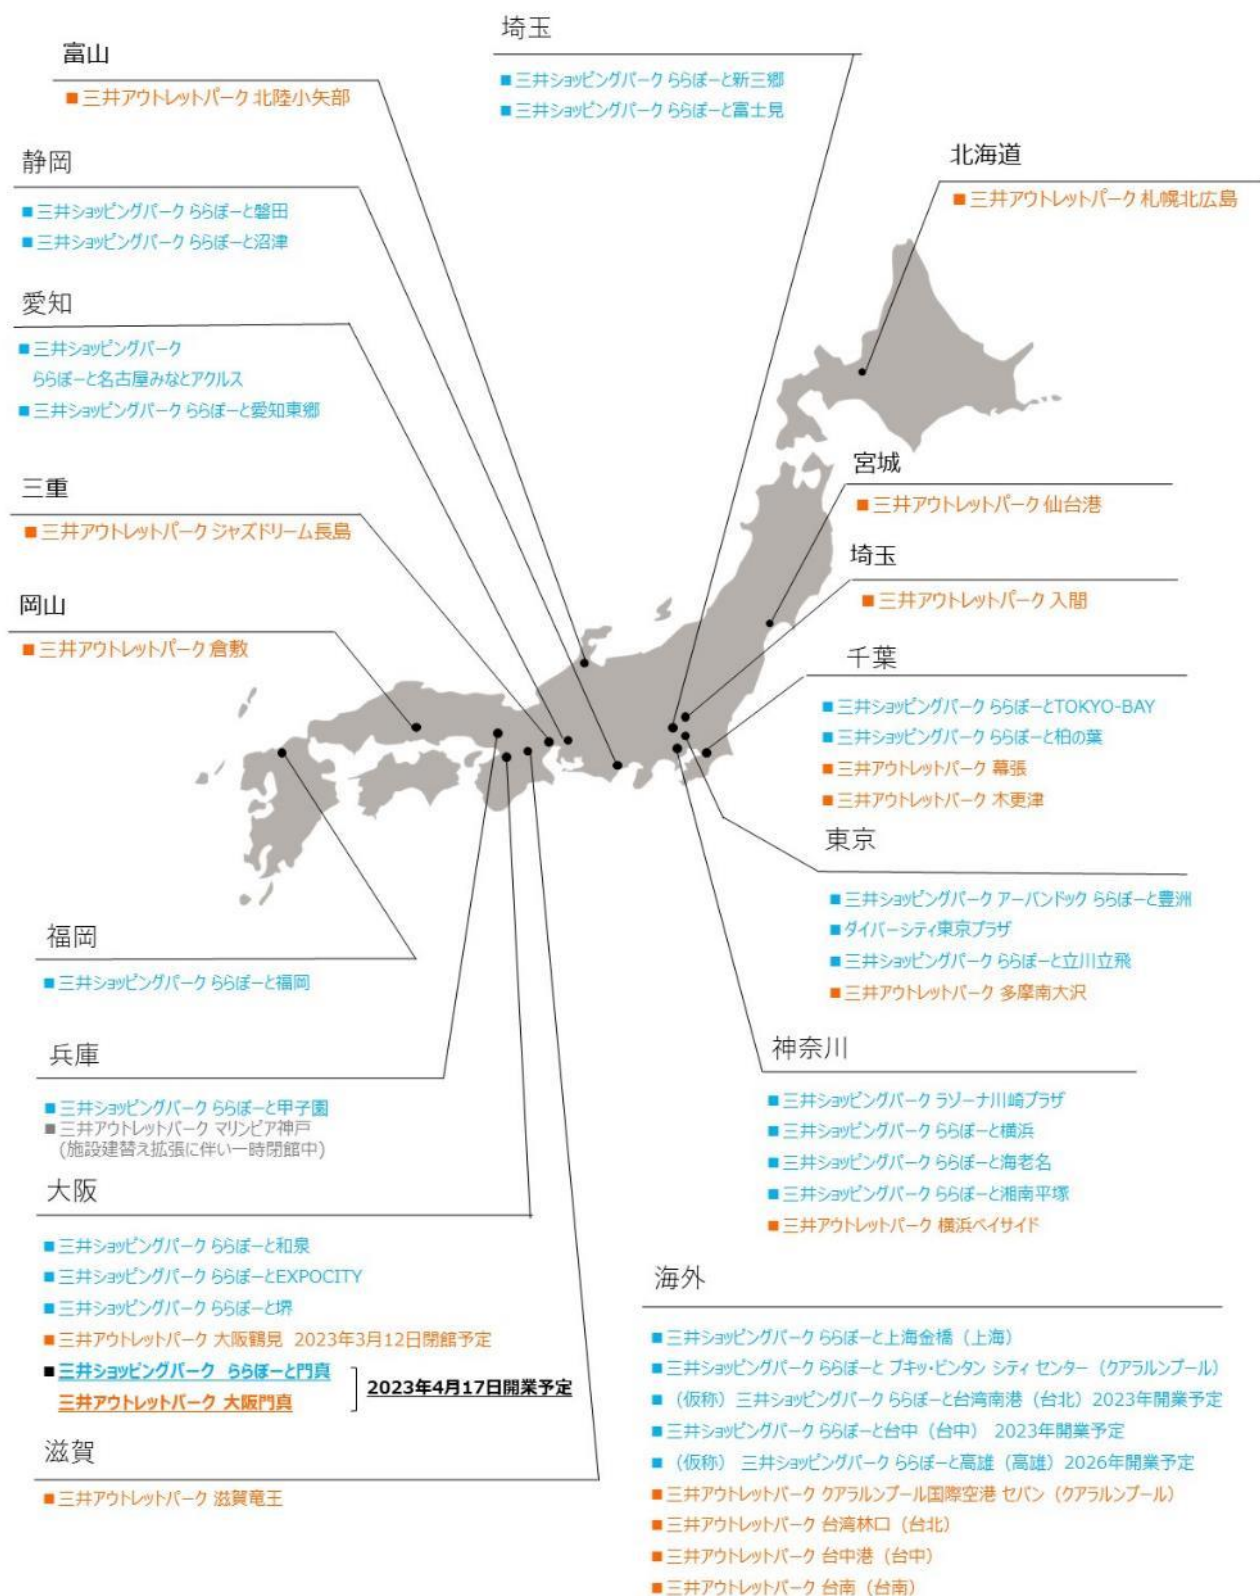 富山
■三井アウトレットパーク 北陸小矢部
静岡
■三井ショッピングパーク ららぽーと磐田
■三井ショッピングパーク ららぽーと沼津
愛知
■三井ショッピングパーク
ららぽーと名古屋みなとアクルス
■三井ショッピングパーク ららぽーと愛知東郷
三重
■三井アウトレットパーク ジャズドリーム長島
岡山
■三井アウトレットパーク 倉敷
埼玉
■三井ショッピングパーク ららぽーと新三郷
■三井ショッピングパーク ららぽーと富士見
北海道
■三井アウトレットパーク 札幌北広島
宮城
■三井アウトレットパーク 仙台港
埼玉
■三井アウトレットパーク 入間
千葉
■三井ショッピングパーク ららぽーとTOKYO-BAY
■三井ショッピングパーク ららぽーと柏の葉
■三井アウトレットパーク 幕張
■三井アウトレットパーク 木更津
東京
■三井ショッピングパーク アーバンドック ららぽーと豊洲
■ダイバーシティ東京プラザ
■三井ショッピングパーク ららぽーと立川立飛
■三井アウトレットパーク 多摩南大沢
神奈川
■三井ショッピングパーク ラゾーナ川崎プラザ
■三井ショッピングパーク ららぽーと横浜
■三井ショッピングパーク ららぽーと海老名
■三井ショッピングパーク ららぽーと湘南平塚
■三井アウトレットパーク 横浜ベイサイド
福岡
■三井ショッピングパーク ららぽーと福岡
兵庫
■三井ショッピングパーク ららぽーと甲子園
■三井アウトレットパーク マリンピア神戸
(施設建替え拡張に伴い一時閉館中)
大阪
■三井ショッピングパーク ららぽーと和泉
■三井ショッピングパーク ららぽーとEXPOCITY
■三井ショッピングパーク ららぽーと堺
■三井アウトレットパーク 大阪鶴見 2023年3月12日閉館予定
■三井ショッピングパーク ららぽーと門真
三井アウトレットパーク 大阪門真
2023年4月17日開業予定
滋賀
■三井アウトレットパーク 滋賀竜王
海外
■三井ショッピングパーク ららぽーと上海金橋（上海）
■三井ショッピングパーク ららぽーと ブキッ・ビンタン シティ センター（クアラルンプール）
■（仮称）三井ショッピングパーク ららぽーと台湾南港（台北）2023年開業予定
■三井ショッピングパーク ららぽーと台中（台中） 2023年開業予定
■（仮称） 三井ショッピングパーク ららぽーと高雄（高雄）2026年開業予定
■三井アウトレットパーク クアラルンプール国際空港 セパン（クアラルンプール）
■三井アウトレットパーク 台湾林口（台北）
■三井アウトレットパーク 台中港（台中）
■三井アウトレットパーク 台南（台南）